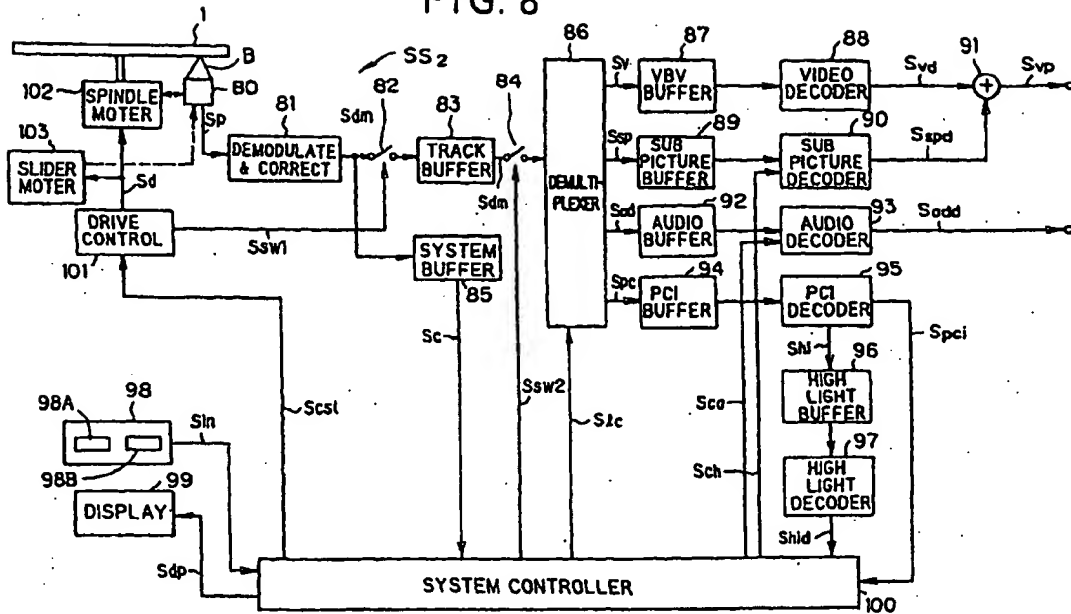 FIG. 8
1
B
80
102
SPINDLE
MOTER
Sp
103
SLIDER
MOTER
Sd
DRIVE
CONTROL
101
SS2
81
DEMODULATE
& CORRECT
Sdm
82
Ssw1
83
TRACK
BUFFER
84
Sdm
SYSTEM
BUFFER
85
Sc
86
DEMULTI-
PLEXER
Sv
87
VBV
BUFFER
88
VIDEO
DECODER
Svd
91
+
Svp
Ssp
89
SUB
PICTURE
BUFFER
90
SUB
PICTURE
DECODER
Sspd
Sad
92
AUDIO
BUFFER
93
AUDIO
DECODER
Sadd
Spc
94
PCI
BUFFER
95
PCI
DECODER
Spci
Shi
96
HIGH
LIGHT
BUFFER
97
HIGH
LIGHT
DECODER
Shid
Scsl
Ssw2
Slc
Sca
Sch
98
98A
98B
Sin
99
DISPLAY
Sdp
SYSTEM CONTROLLER
100